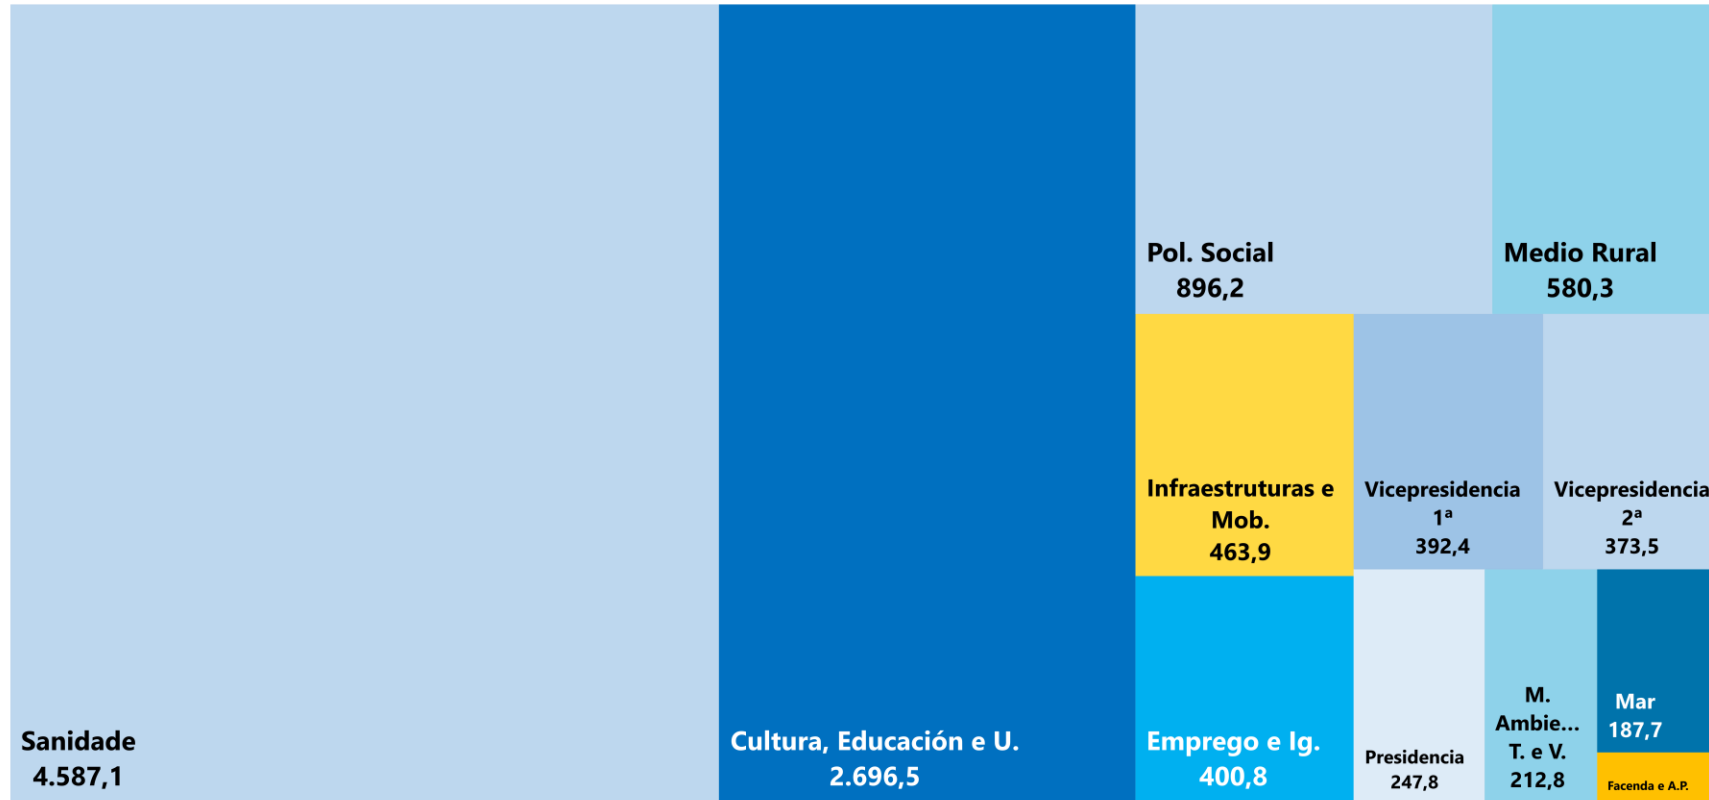 Pol. Social
896,2
Medio Rural
580,3
Infraestruturas e
Mob.
463,9
Vicepresidencia
1ª
392,4
Vicepresidencia
2ª
373,5
Sanidade
4.587,1
Cultura, Educación e U.
2.696,5
Emprego e Ig.
400,8
Presidencia
247,8
M.
Ambie...
T. e V.
212,8
Mar
187,7
Facenda e A.P.